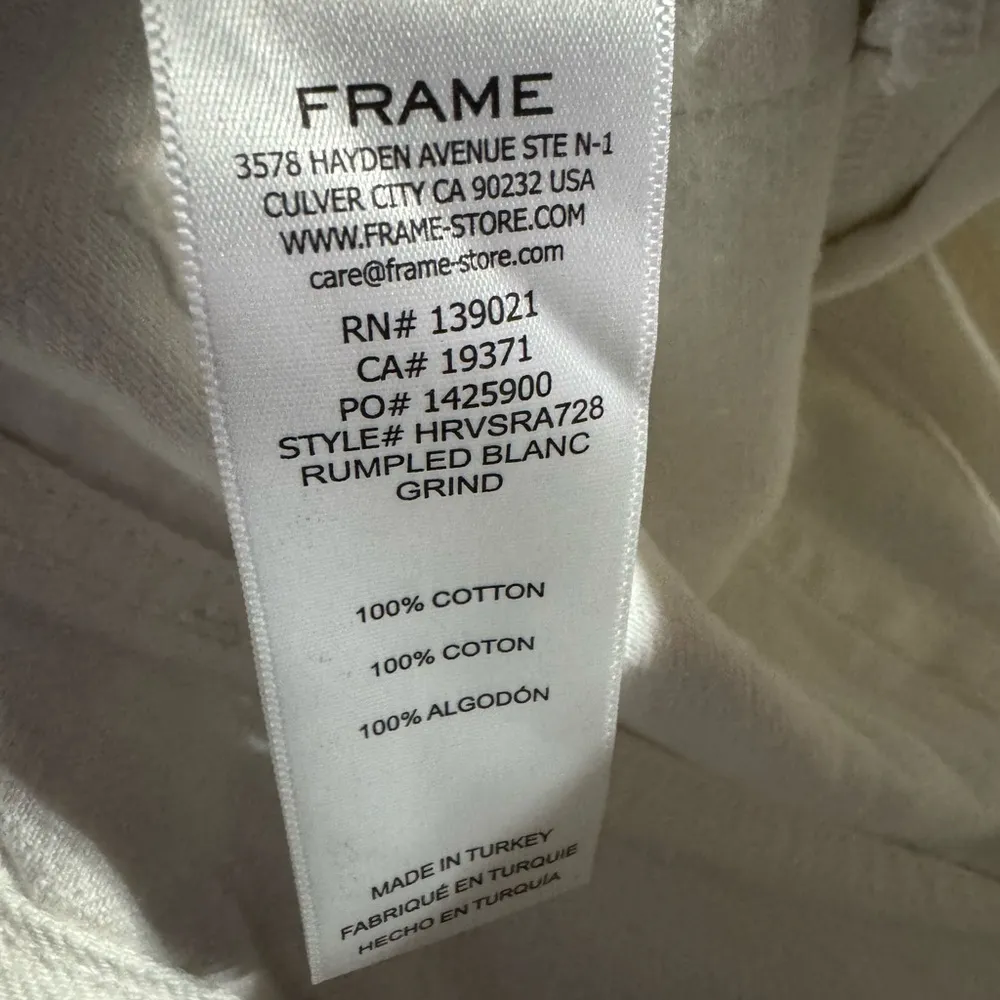 FRAME
3578 HAYDEN AVENUE STE N-1
CULVER CITY CA 90232 USA
WWW.FRAME-STORE.COM
care@frame-store.com
RN# 139021
CA# 19371
PO# 1425900
STYLE# HRVSRA728
RUMPLED BLANC
GRIND
100% COTTON
100% COTON
100% ALGODÓN
MADE IN TURKEY
FABRIQUÉ EN TURQUIE
HECHO EN TURQUÍA